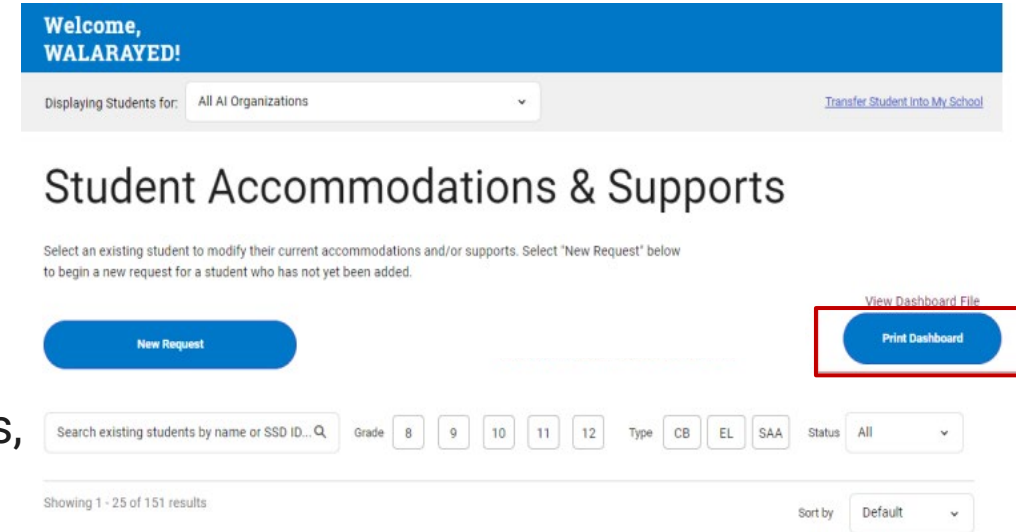 Welcome,
WALARAYED!
Displaying Students for: All AI Organizations Transfer Student Into My School
Student Accommodations & Supports
Select an existing student to modify their current accommodations and/or supports. Select "New Request" below
to begin a new request for a student who has not yet been added.
View Dashboard File
New Request Print Dashboard
s,
Search existing students by name or SSD ID... Grade 8 9 10 11 12 Type CB EL SAA Status All
Showing 1 - 25 of 151 results
Sort by Default